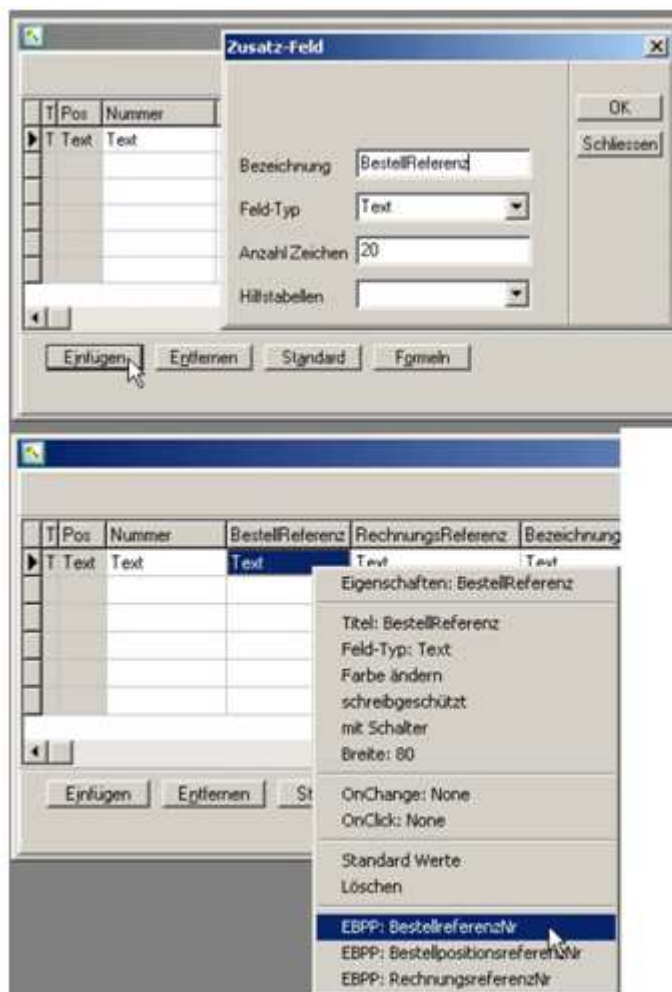 Zusatz-Feld
T Pos Nummer
T Text Text
OK
Schliessen
Bezeichnung BestellReferenz
Feld-Typ Text
Anzahl Zeichen 20
Hilfstabellen
Einfügen Entfernen Standard Formeln
T Pos Nummer BestellReferenz RechnungsReferenz Bezeichnung
T Text Text Text Text Text
Eigenschaften: BestellReferenz
Titel: BestellReferenz
Feld-Typ: Text
Farbe ändern
schreibgeschützt
mit Schalter
Breite: 80
Einfügen Entfernen St
OnChange: None
OnClick: None
Standard Werte
Löschen
EBPP: BestellreferenzNr
EBPP: BestellpositionsreferenzNr
EBPP: RechnungsreferenzNr